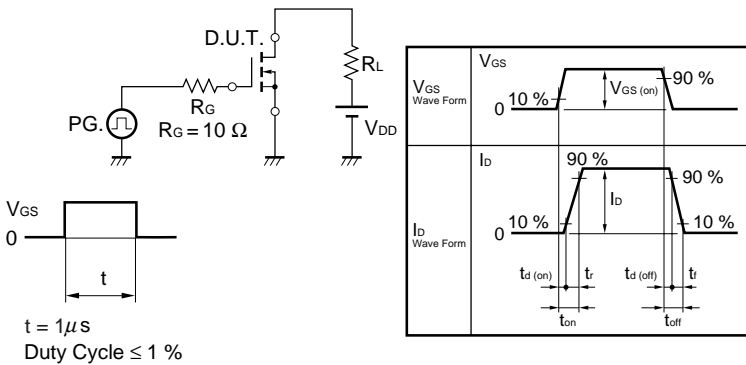 D.U.T.
RL
RG
PG.
RG = 10 Ω
VDD
VGS
0
t
t = 1μs
Duty Cycle ≤ 1 %
VGS
Wave Form
VGS
10 %
0
VGS (on)
90 %
ID
Wave Form
ID
90 %
90 %
10 %
0
ID
10 %
td (on)
tr
td (off)
tf
ton
toff